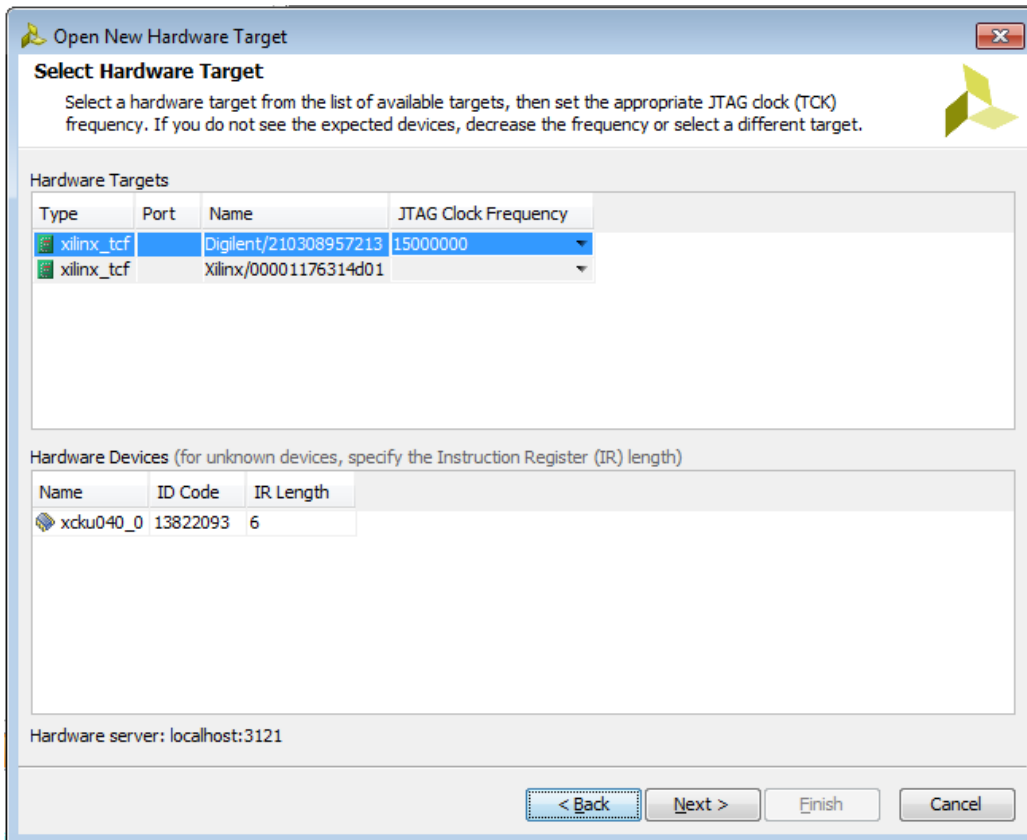 Open New Hardware Target
Select Hardware Target
Select a hardware target from the list of available targets, then set the appropriate JTAG clock (TCK)
frequency. If you do not see the expected devices, decrease the frequency or select a different target.
Hardware Targets
Type Port Name JTAG Clock Frequency
xilinx_tcf Digilent/210308957213 15000000
xilinx_tcf Xilinx/00001176314d01
Hardware Devices (for unknown devices, specify the Instruction Register (IR) length)
Name ID Code IR Length
xcku040_0 13822093 6
Hardware server: localhost:3121
< Back Next > Finish Cancel